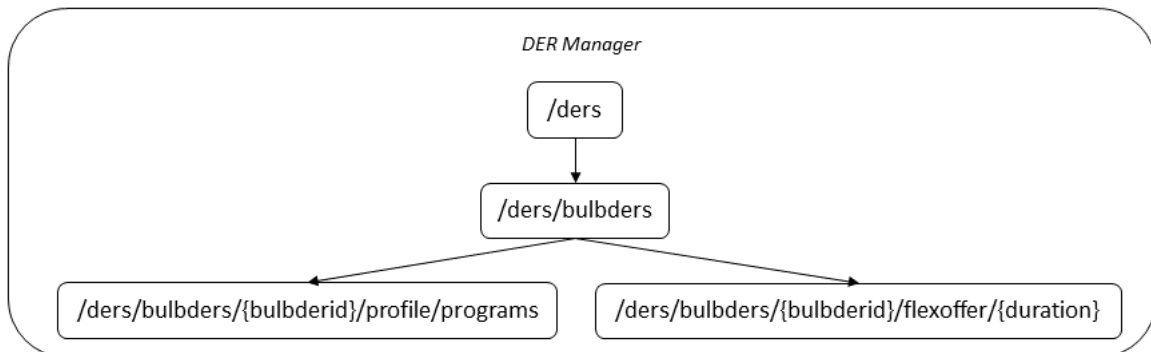 DER Manager
/ders
/ders/bulbders
/ders/bulbders/{bulbderid}/profile/programs
/ders/bulbders/{bulbderid}/flexoffer/{duration}